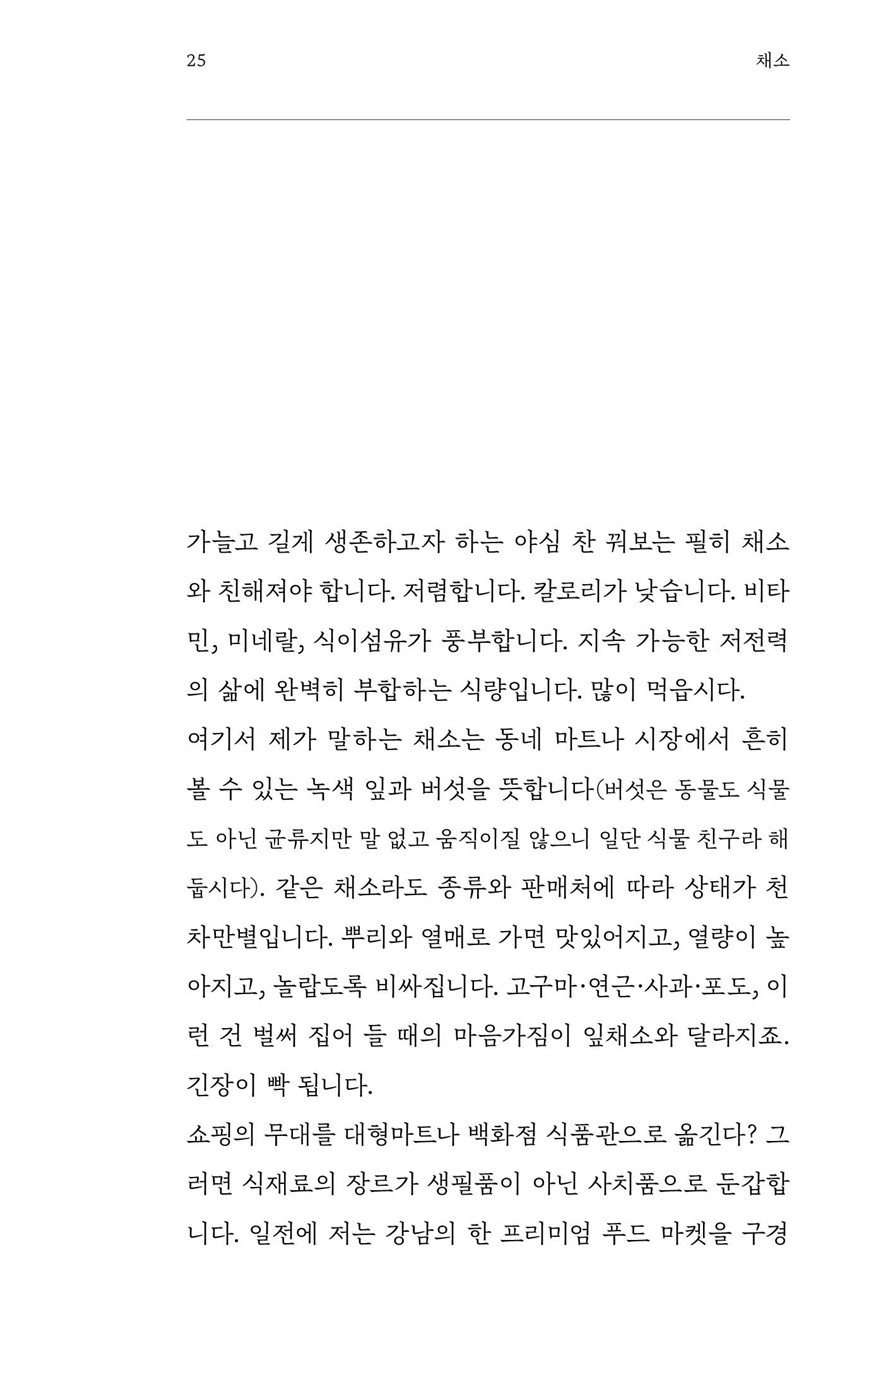 25 채소
가늘고 길게 생존하고자 하는 야심 찬 꿔보는 필히 채소
와 친해져야 합니다. 저렴합니다. 칼로리가 낮습니다. 비타
민, 미네랄, 식이섬유가 풍부합니다. 지속 가능한 저전력
의 삶에 완벽히 부합하는 식량입니다. 많이 먹읍시다.
여기서 제가 말하는 채소는 동네 마트나 시장에서 흔히
볼 수 있는 녹색 잎과 버섯을 뜻합니다(버섯은 동물도 식물
도 아닌 균류지만 말 없고 움직이질 않으니 일단 식물 친구라 해
둡시다). 같은 채소라도 종류와 판매처에 따라 상태가 천
차만별입니다. 뿌리와 열매로 가면 맛있어지고, 열량이 높
아지고, 놀랍도록 비싸집니다. 고구마·연근·사과·포도, 이
런 건 벌써 집어 들 때의 마음가짐이 잎채소와 달라지죠.
긴장이 빡 됩니다.
쇼핑의 무대를 대형마트나 백화점 식품관으로 옮긴다? 그
러면 식재료의 장르가 생필품이 아닌 사치품으로 둔갑합
니다. 일전에 저는 강남의 한 프리미엄 푸드 마켓을 구경